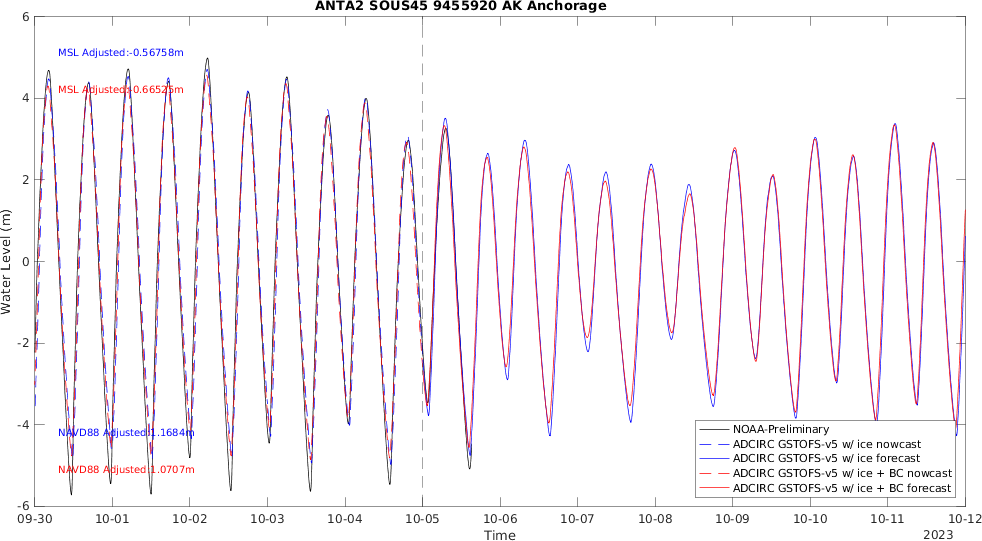 ANTA2 SOUS45 9455920 AK Anchorage
6
4
2
0
-2
-4
-6
Water Level (m)
MSL Adjusted:-0.56758m
MSL Adjusted:-0.66525m
NAVD88 Adjusted:1.1684m
NAVD88 Adjusted:1.0707m
NOAA-Preliminary
ADCIRC GSTOFS-v5 w/ ice nowcast
ADCIRC GSTOFS-v5 w/ ice forecast
ADCIRC GSTOFS-v5 w/ ice + BC nowcast
ADCIRC GSTOFS-v5 w/ ice + BC forecast
09-30 10-01 10-02 10-03 10-04 10-05 10-06 10-07 10-08 10-09 10-10 10-11 10-12
Time
2023